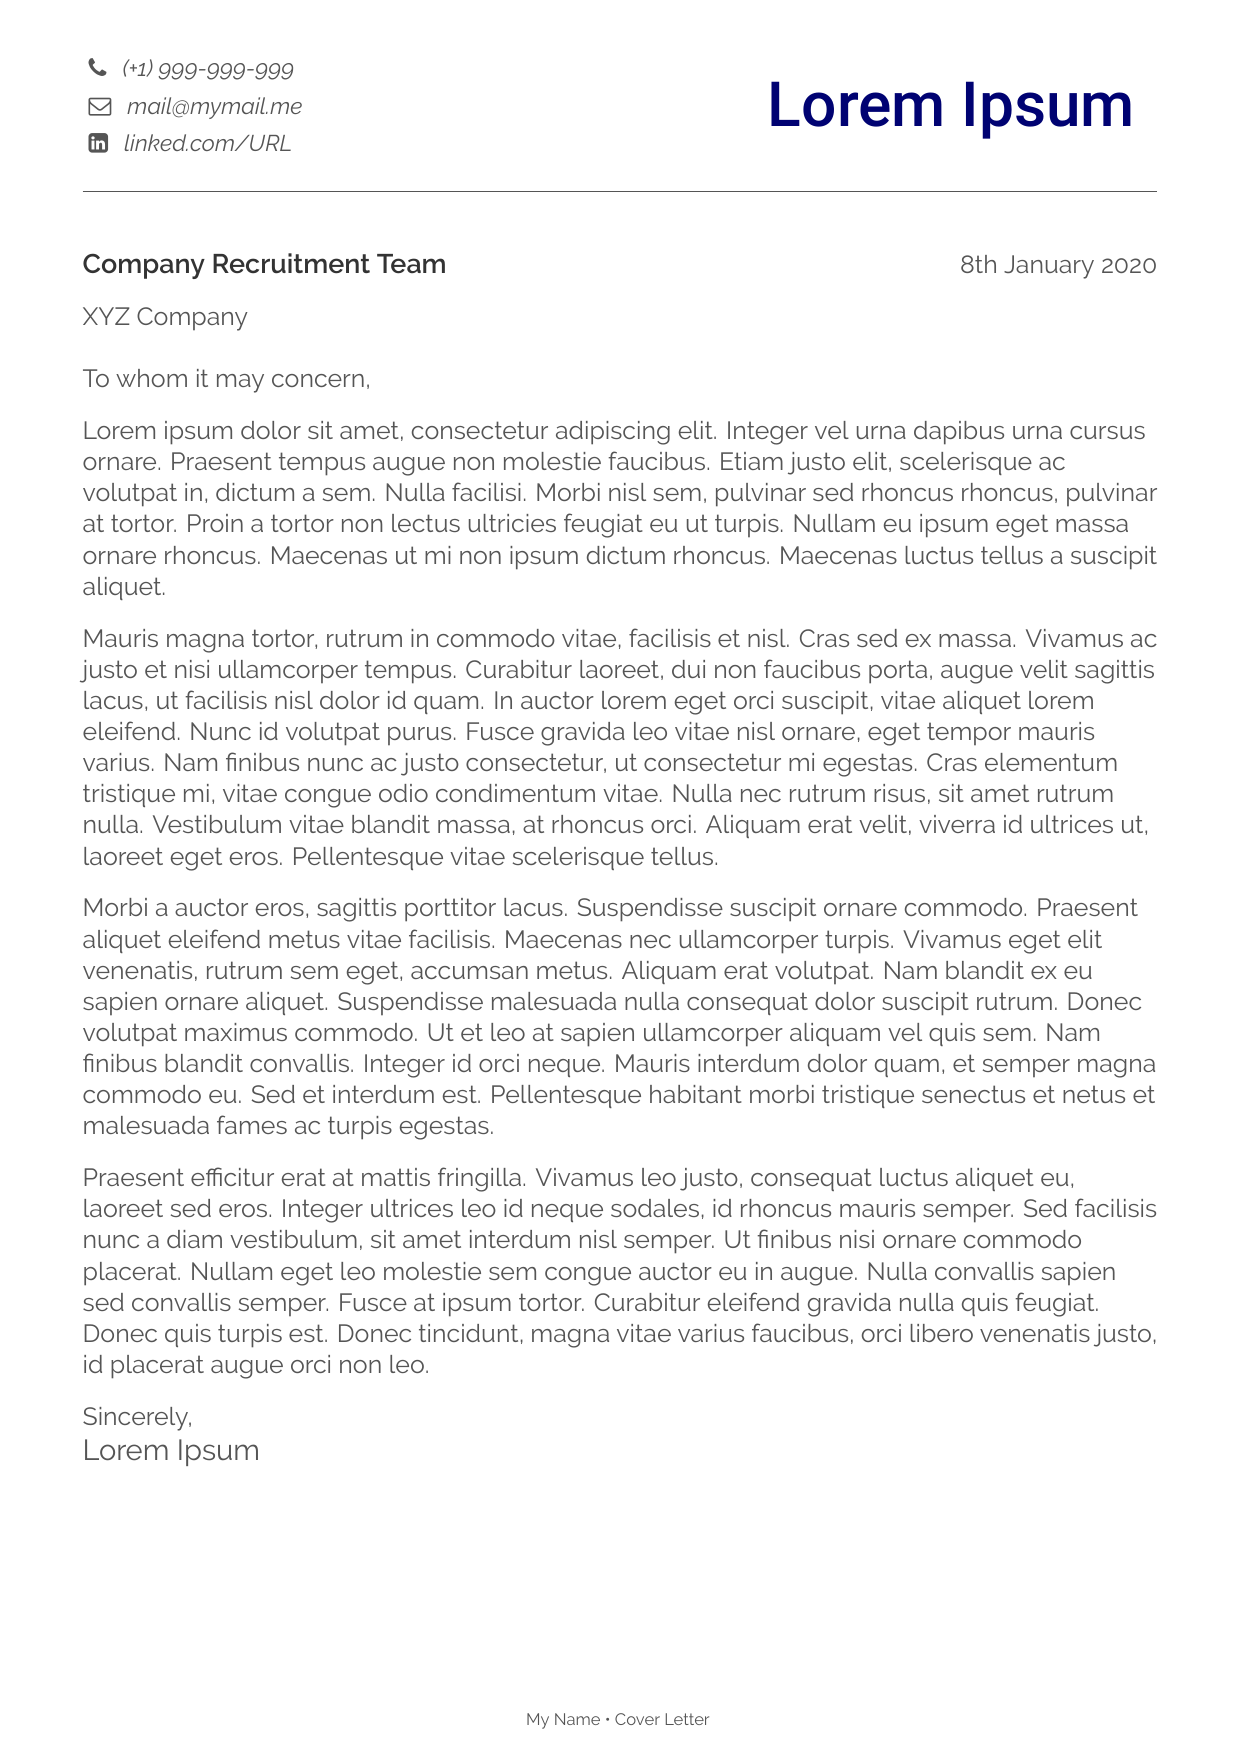 (+1) 999-999-999
mail@mymail.me
linked.com/URL
Lorem Ipsum
Company Recruitment Team
8th January 2020
XYZ Company
To whom it may concern,
Lorem ipsum dolor sit amet, consectetur adipiscing elit. Integer vel urna dapibus urna cursus
ornare. Praesent tempus augue non molestie faucibus. Etiam justo elit, scelerisque ac
volutpat in, dictum a sem. Nulla facilisi. Morbi nisl sem, pulvinar sed rhoncus rhoncus, pulvinar
at tortor. Proin a tortor non lectus ultricies feugiat eu ut turpis. Nullam eu ipsum eget massa
ornare rhoncus. Maecenas ut mi non ipsum dictum rhoncus. Maecenas luctus tellus a suscipit
aliquet.
Mauris magna tortor, rutrum in commodo vitae, facilisis et nisl. Cras sed ex massa. Vivamus ac
justo et nisi ullamcorper tempus. Curabitur laoreet, dui non faucibus porta, augue velit sagittis
lacus, ut facilisis nisl dolor id quam. In auctor lorem eget orci suscipit, vitae aliquet lorem
eleifend. Nunc id volutpat purus. Fusce gravida leo vitae nisl ornare, eget tempor mauris
varius. Nam finibus nunc ac justo consectetur, ut consectetur mi egestas. Cras elementum
tristique mi, vitae congue odio condimentum vitae. Nulla nec rutrum risus, sit amet rutrum
nulla. Vestibulum vitae blandit massa, at rhoncus orci. Aliquam erat velit, viverra id ultrices ut,
laoreet eget eros. Pellentesque vitae scelerisque tellus.
Morbi a auctor eros, sagittis porttitor lacus. Suspendisse suscipit ornare commodo. Praesent
aliquet eleifend metus vitae facilisis. Maecenas nec ullamcorper turpis. Vivamus eget elit
venenatis, rutrum sem eget, accumsan metus. Aliquam erat volutpat. Nam blandit ex eu
sapien ornare aliquet. Suspendisse malesuada nulla consequat dolor suscipit rutrum. Donec
volutpat maximus commodo. Ut et leo at sapien ullamcorper aliquam vel quis sem. Nam
finibus blandit convallis. Integer id orci neque. Mauris interdum dolor quam, et semper magna
commodo eu. Sed et interdum est. Pellentesque habitant morbi tristique senectus et netus et
malesuada fames ac turpis egestas.
Praesent efficitur erat at mattis fringilla. Vivamus leo justo, consequat luctus aliquet eu,
laoreet sed eros. Integer ultrices leo id neque sodales, id rhoncus mauris semper. Sed facilisis
nunc a diam vestibulum, sit amet interdum nisl semper. Ut finibus nisi ornare commodo
placerat. Nullam eget leo molestie sem congue auctor eu in augue. Nulla convallis sapien
sed convallis semper. Fusce at ipsum tortor. Curabitur eleifend gravida nulla quis feugiat.
Donec quis turpis est. Donec tincidunt, magna vitae varius faucibus, orci libero venenatis justo,
id placerat augue orci non leo.
Sincerely,
Lorem Ipsum
My Name • Cover Letter